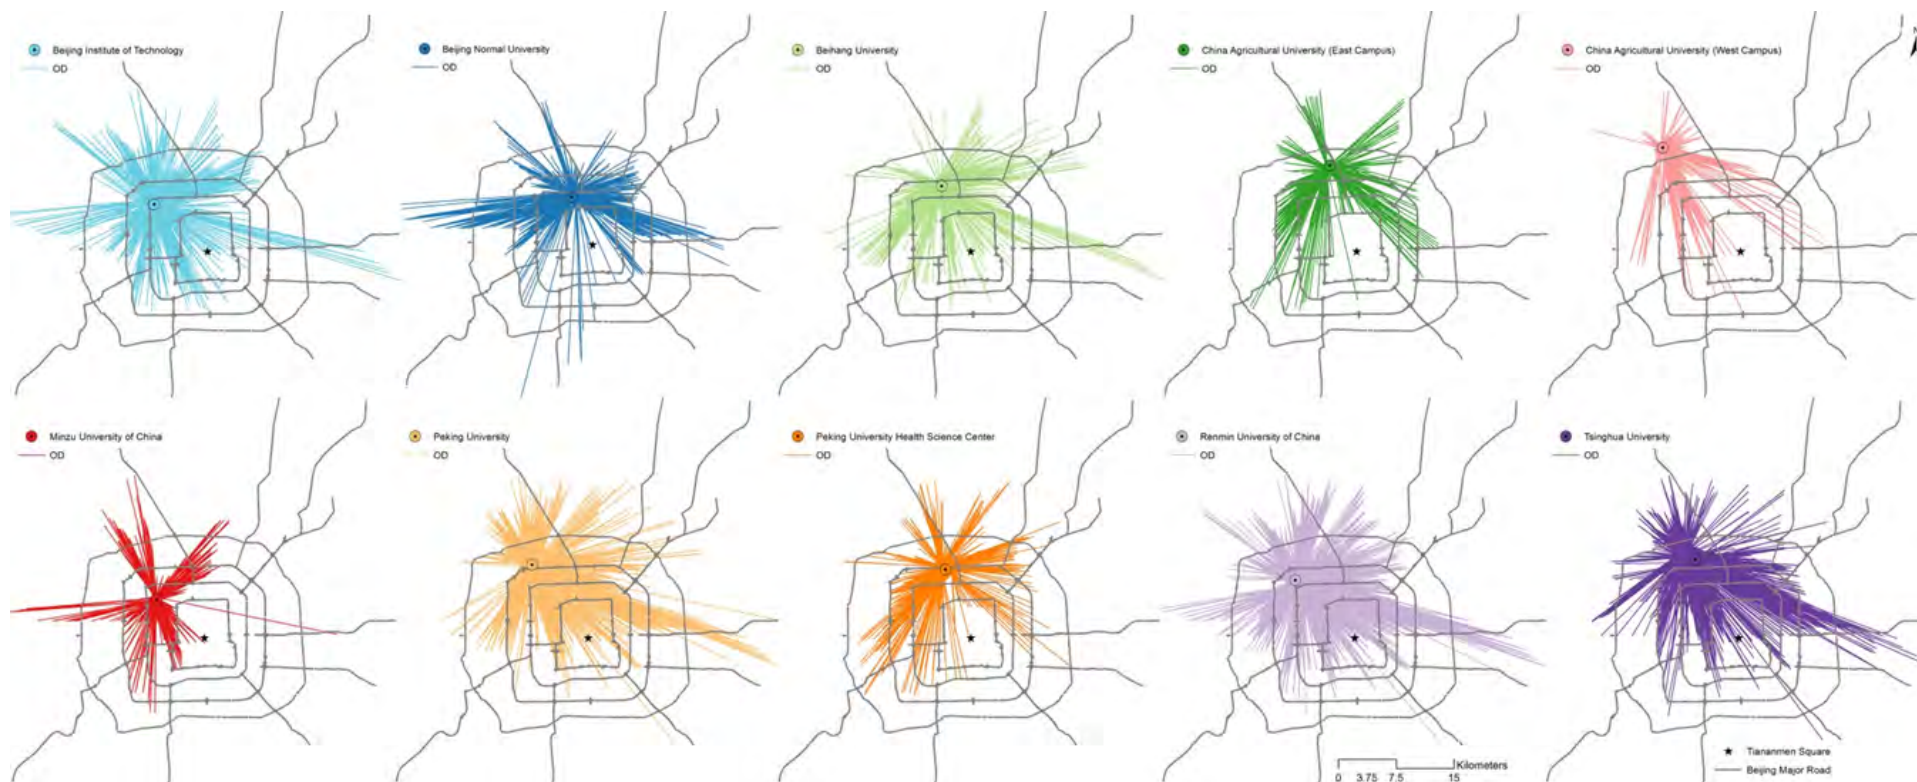 Beijing Institute of Technology
OD
Beijing Normal University
OD
Beihang University
OD
China Agricultural University (East Campus)
OD
China Agricultural University (West Campus)
OD
N
Minzu University of China
OD
Peking University
OD
Peking University Health Science Center
OD
Renmin University of China
OD
Tsinghua University
OD
Kilometers
0 3.75 7.5 15
Tiananmen Square
Beijing Major Road